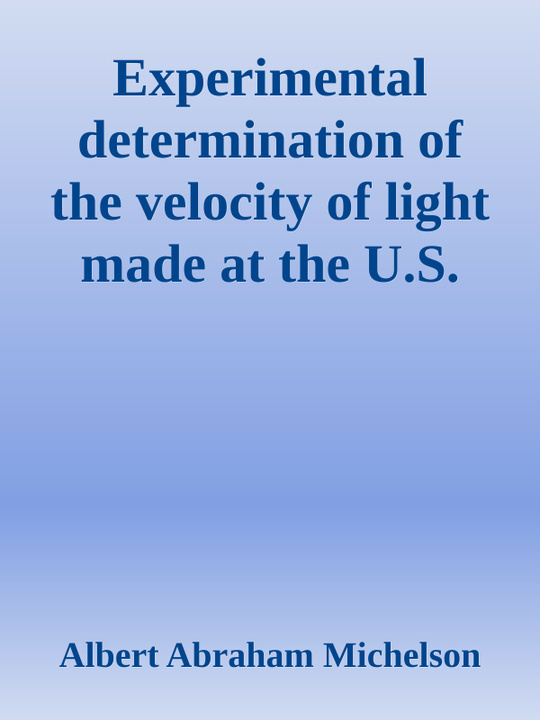 Experimental
determination of
the velocity of light
made at the U.S.
Albert Abraham Michelson